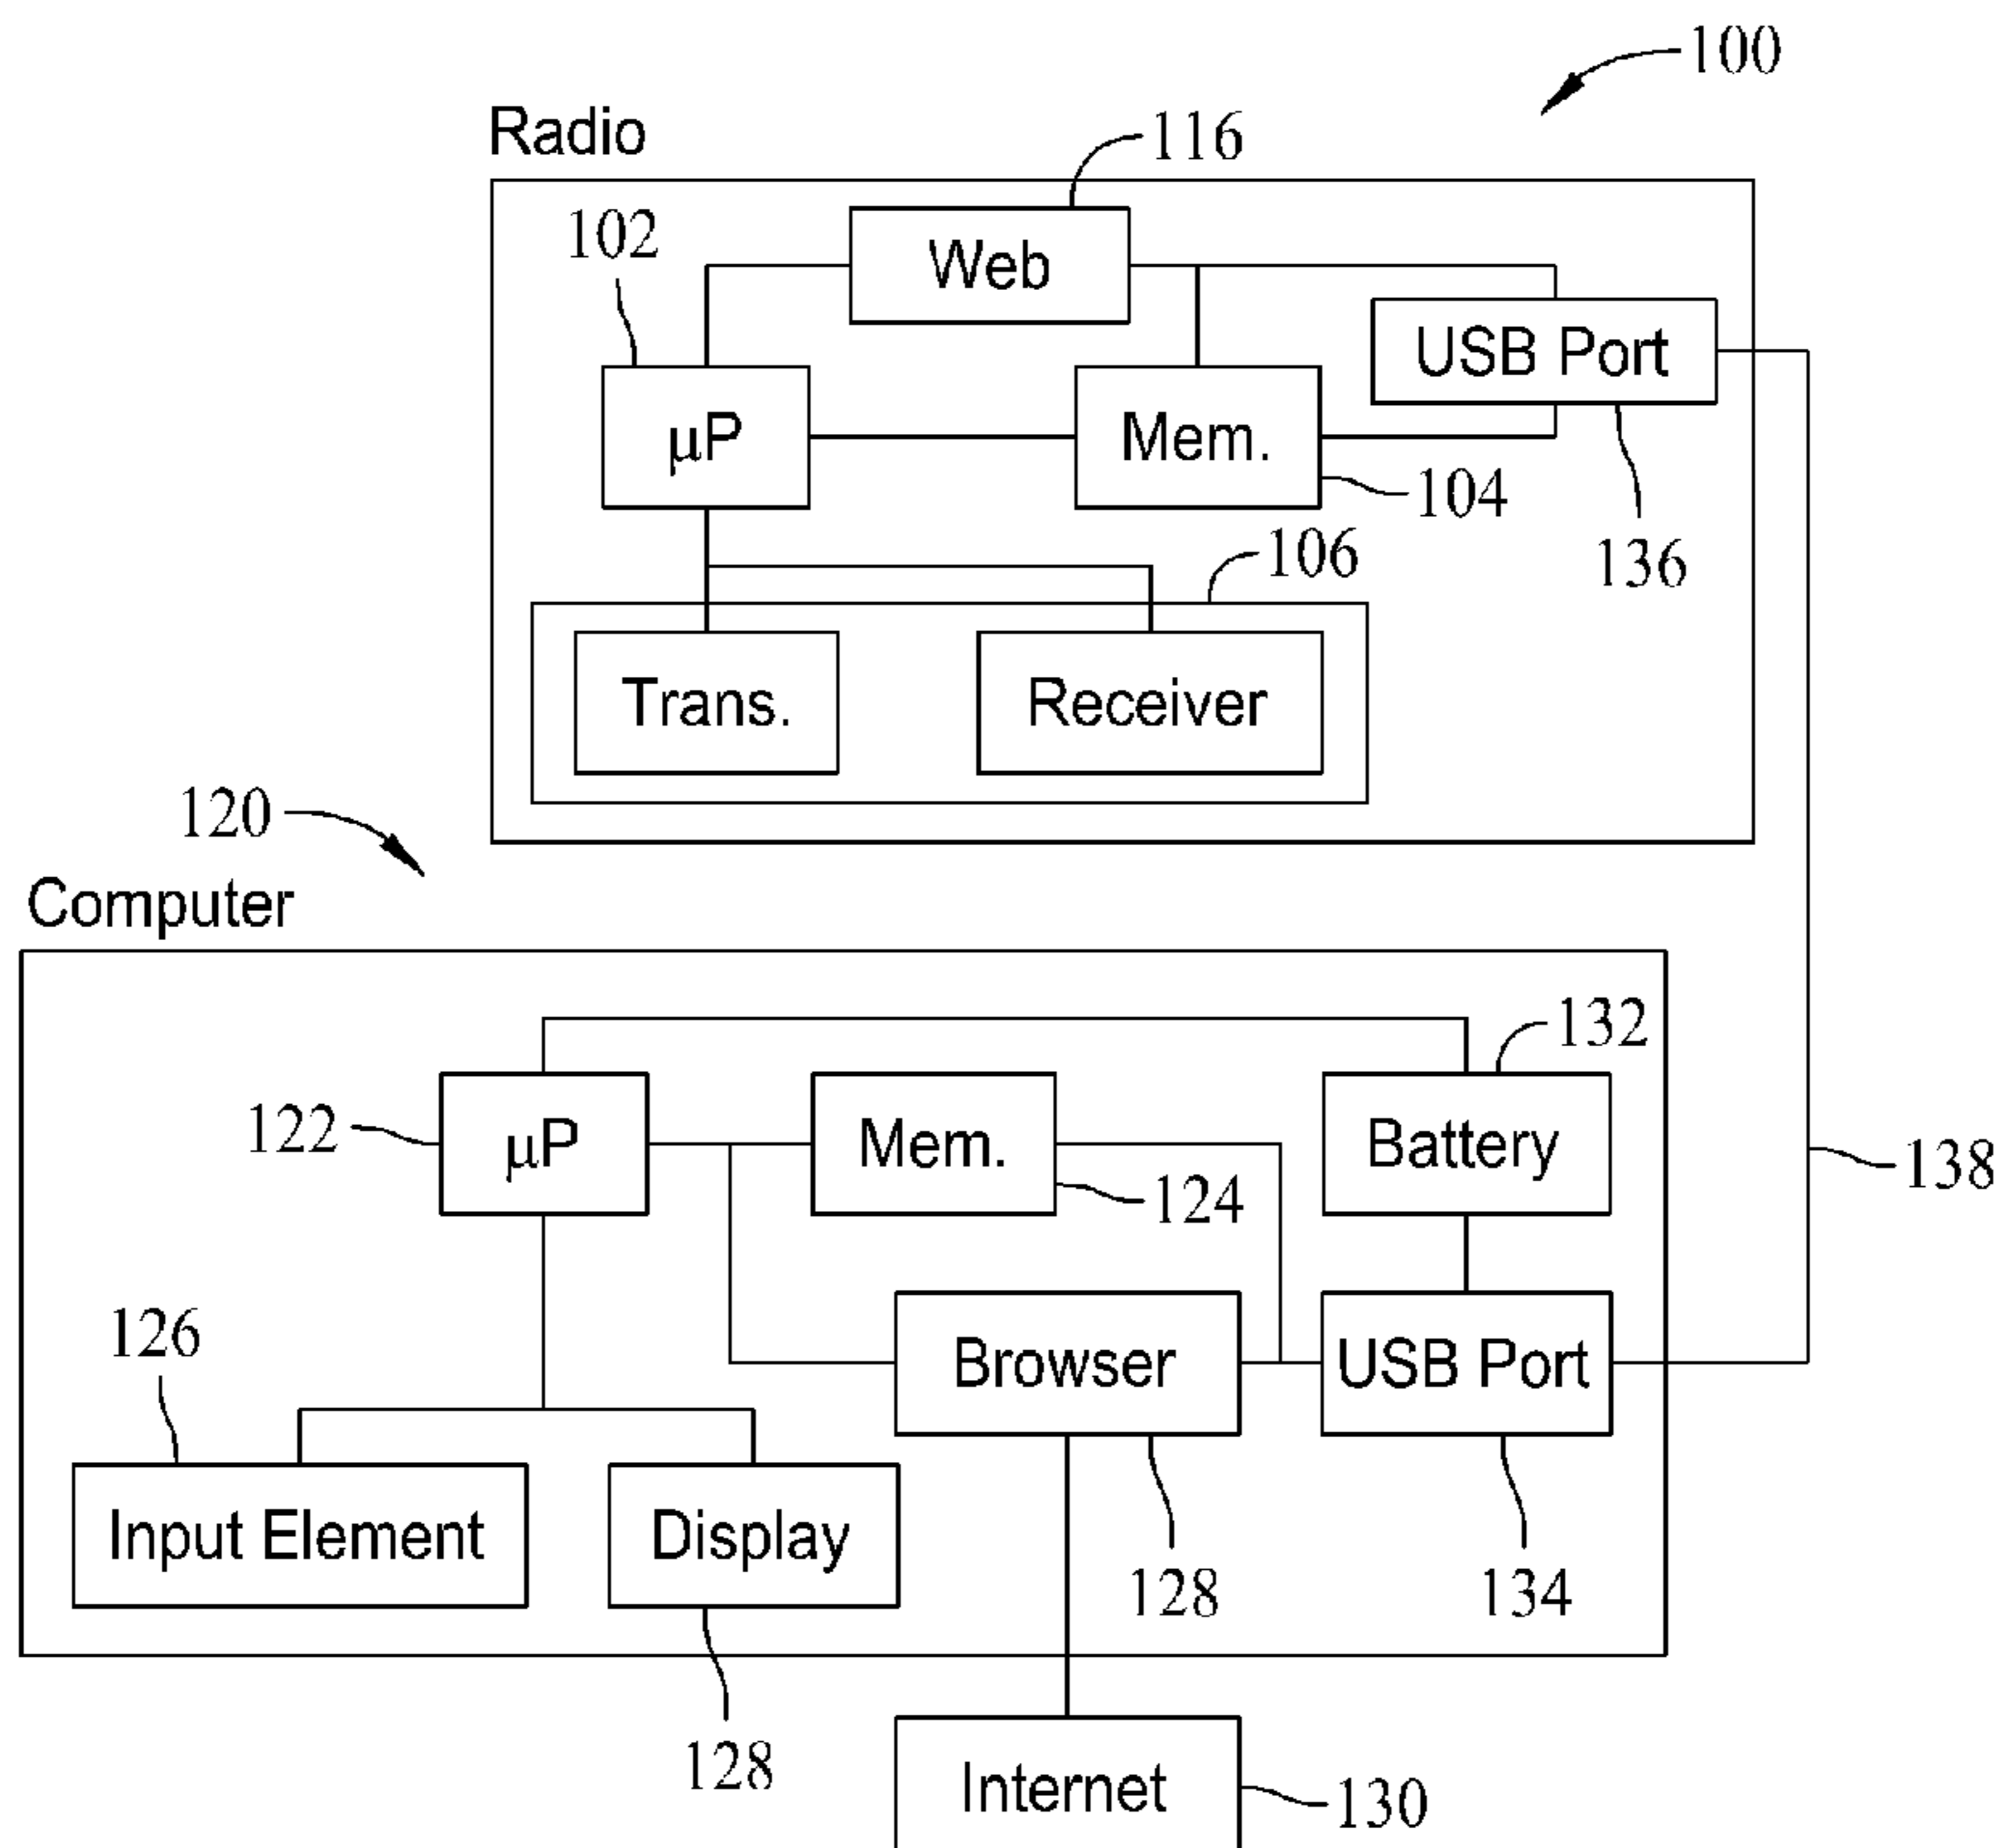 100
Radio
116
102
Web
USB Port
μP
Mem.
104
106
136
Trans.
Receiver
120
Computer
132
122
μP
Mem.
Battery
138
124
126
Browser
USB Port
Input Element
Display
128
134
128
Internet
130